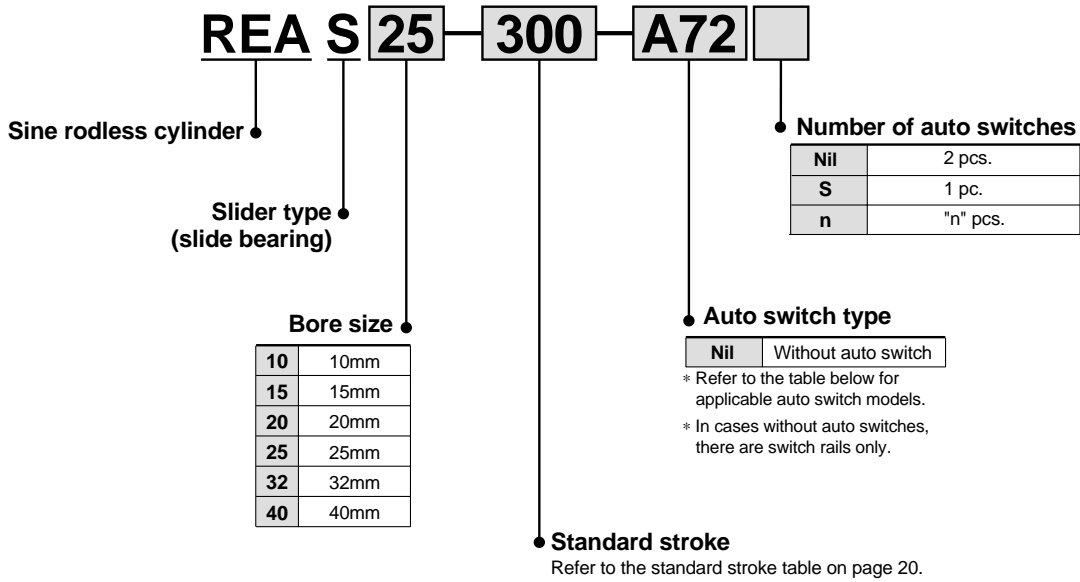 REA S 25 — 300 — A72
Sine rodless cylinder
Slider type
(slide bearing)
Bore size
10 10mm
15 15mm
20 20mm
25 25mm
32 32mm
40 40mm
Number of auto switches
Nil 2 pcs.
S 1 pc.
n "n" pcs.
Auto switch type
Nil Without auto switch
* Refer to the table below for
applicable auto switch models.
* In cases without auto switches,
there are switch rails only.
Standard stroke
Refer to the standard stroke table on page 20.